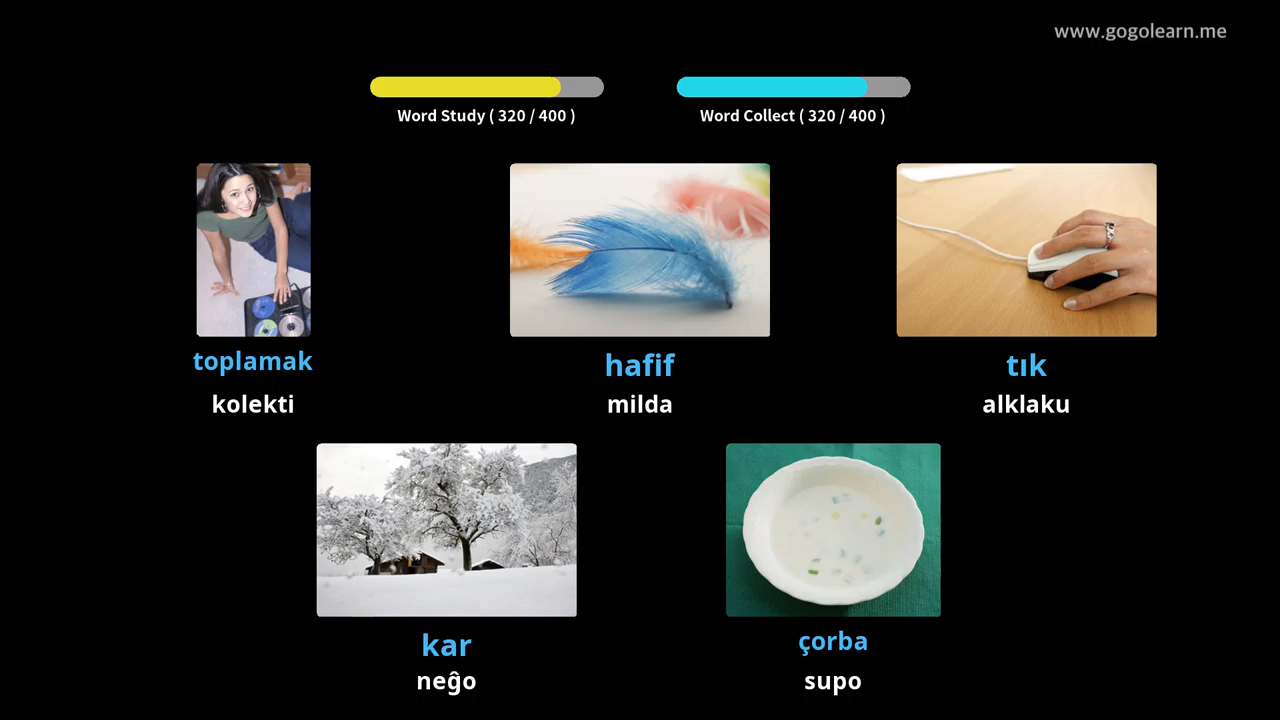 www.gogolearn.me
Word Study ( 320 / 400 )
Word Collect ( 320 / 400 )
toplamak
kolekti
hafif
milda
tık
alklaku
kar
neĝo
çorba
supo